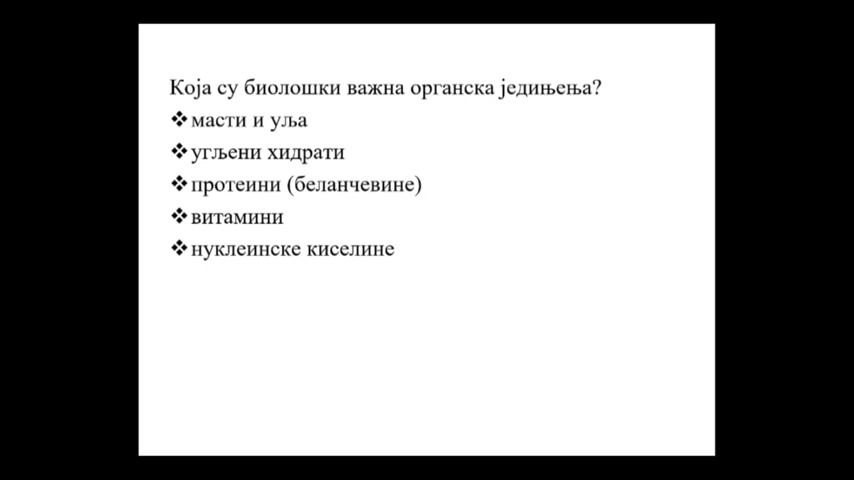 Која су биолошки важна органска једињења?
❖масти и уља
❖угљени хидрати
❖протеини (беланчевине)
❖витамини
❖нуклеинске киселине